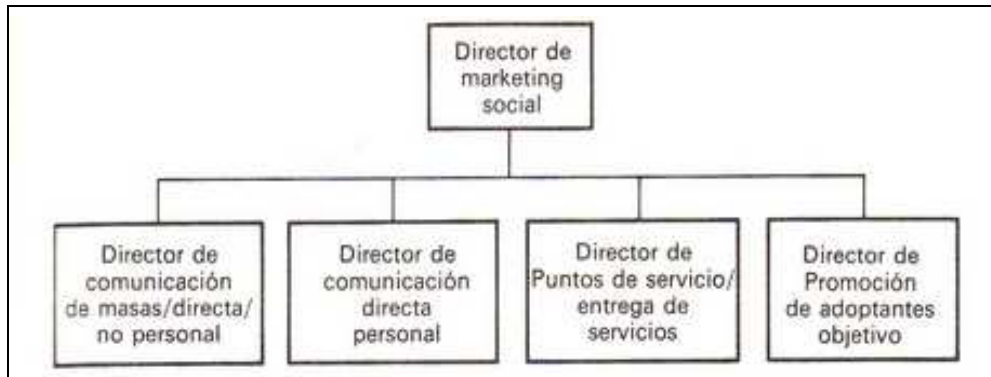 Director de
marketing
social
Director de
comunicación
de masas/directa/
no personal
Director de
comunicación
directa
personal
Director de
Puntos de servicio/
entrega de
servicios
Director de
Promoción
de adoptantes
objetivo